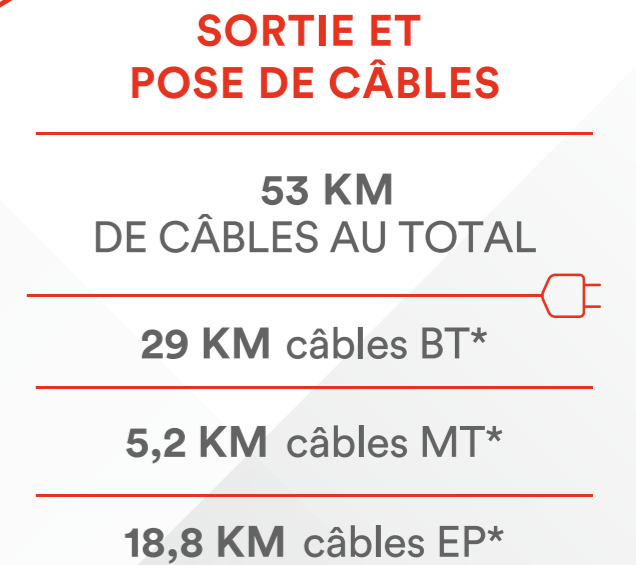 SORTIE ET
POSE DE CÂBLES
53 KM
DE CÂBLES AU TOTAL
29 KM câbles BT*
5,2 KM câbles MT*
18,8 KM câbles EP*